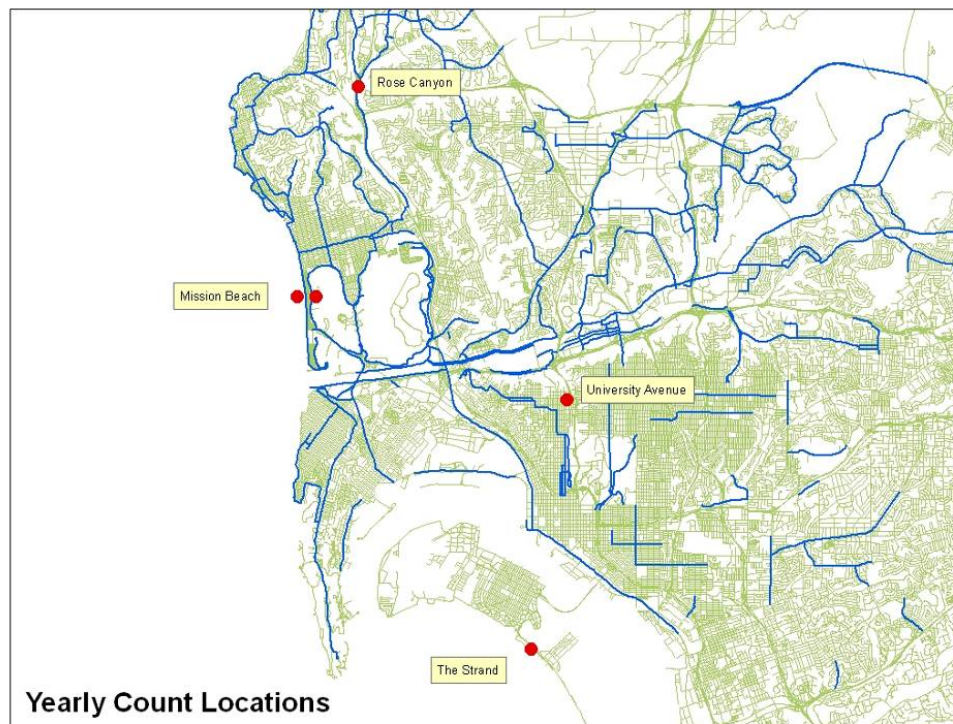 Rose Canyon
Mission Beach
University Avenue
The Strand
Yearly Count Locations